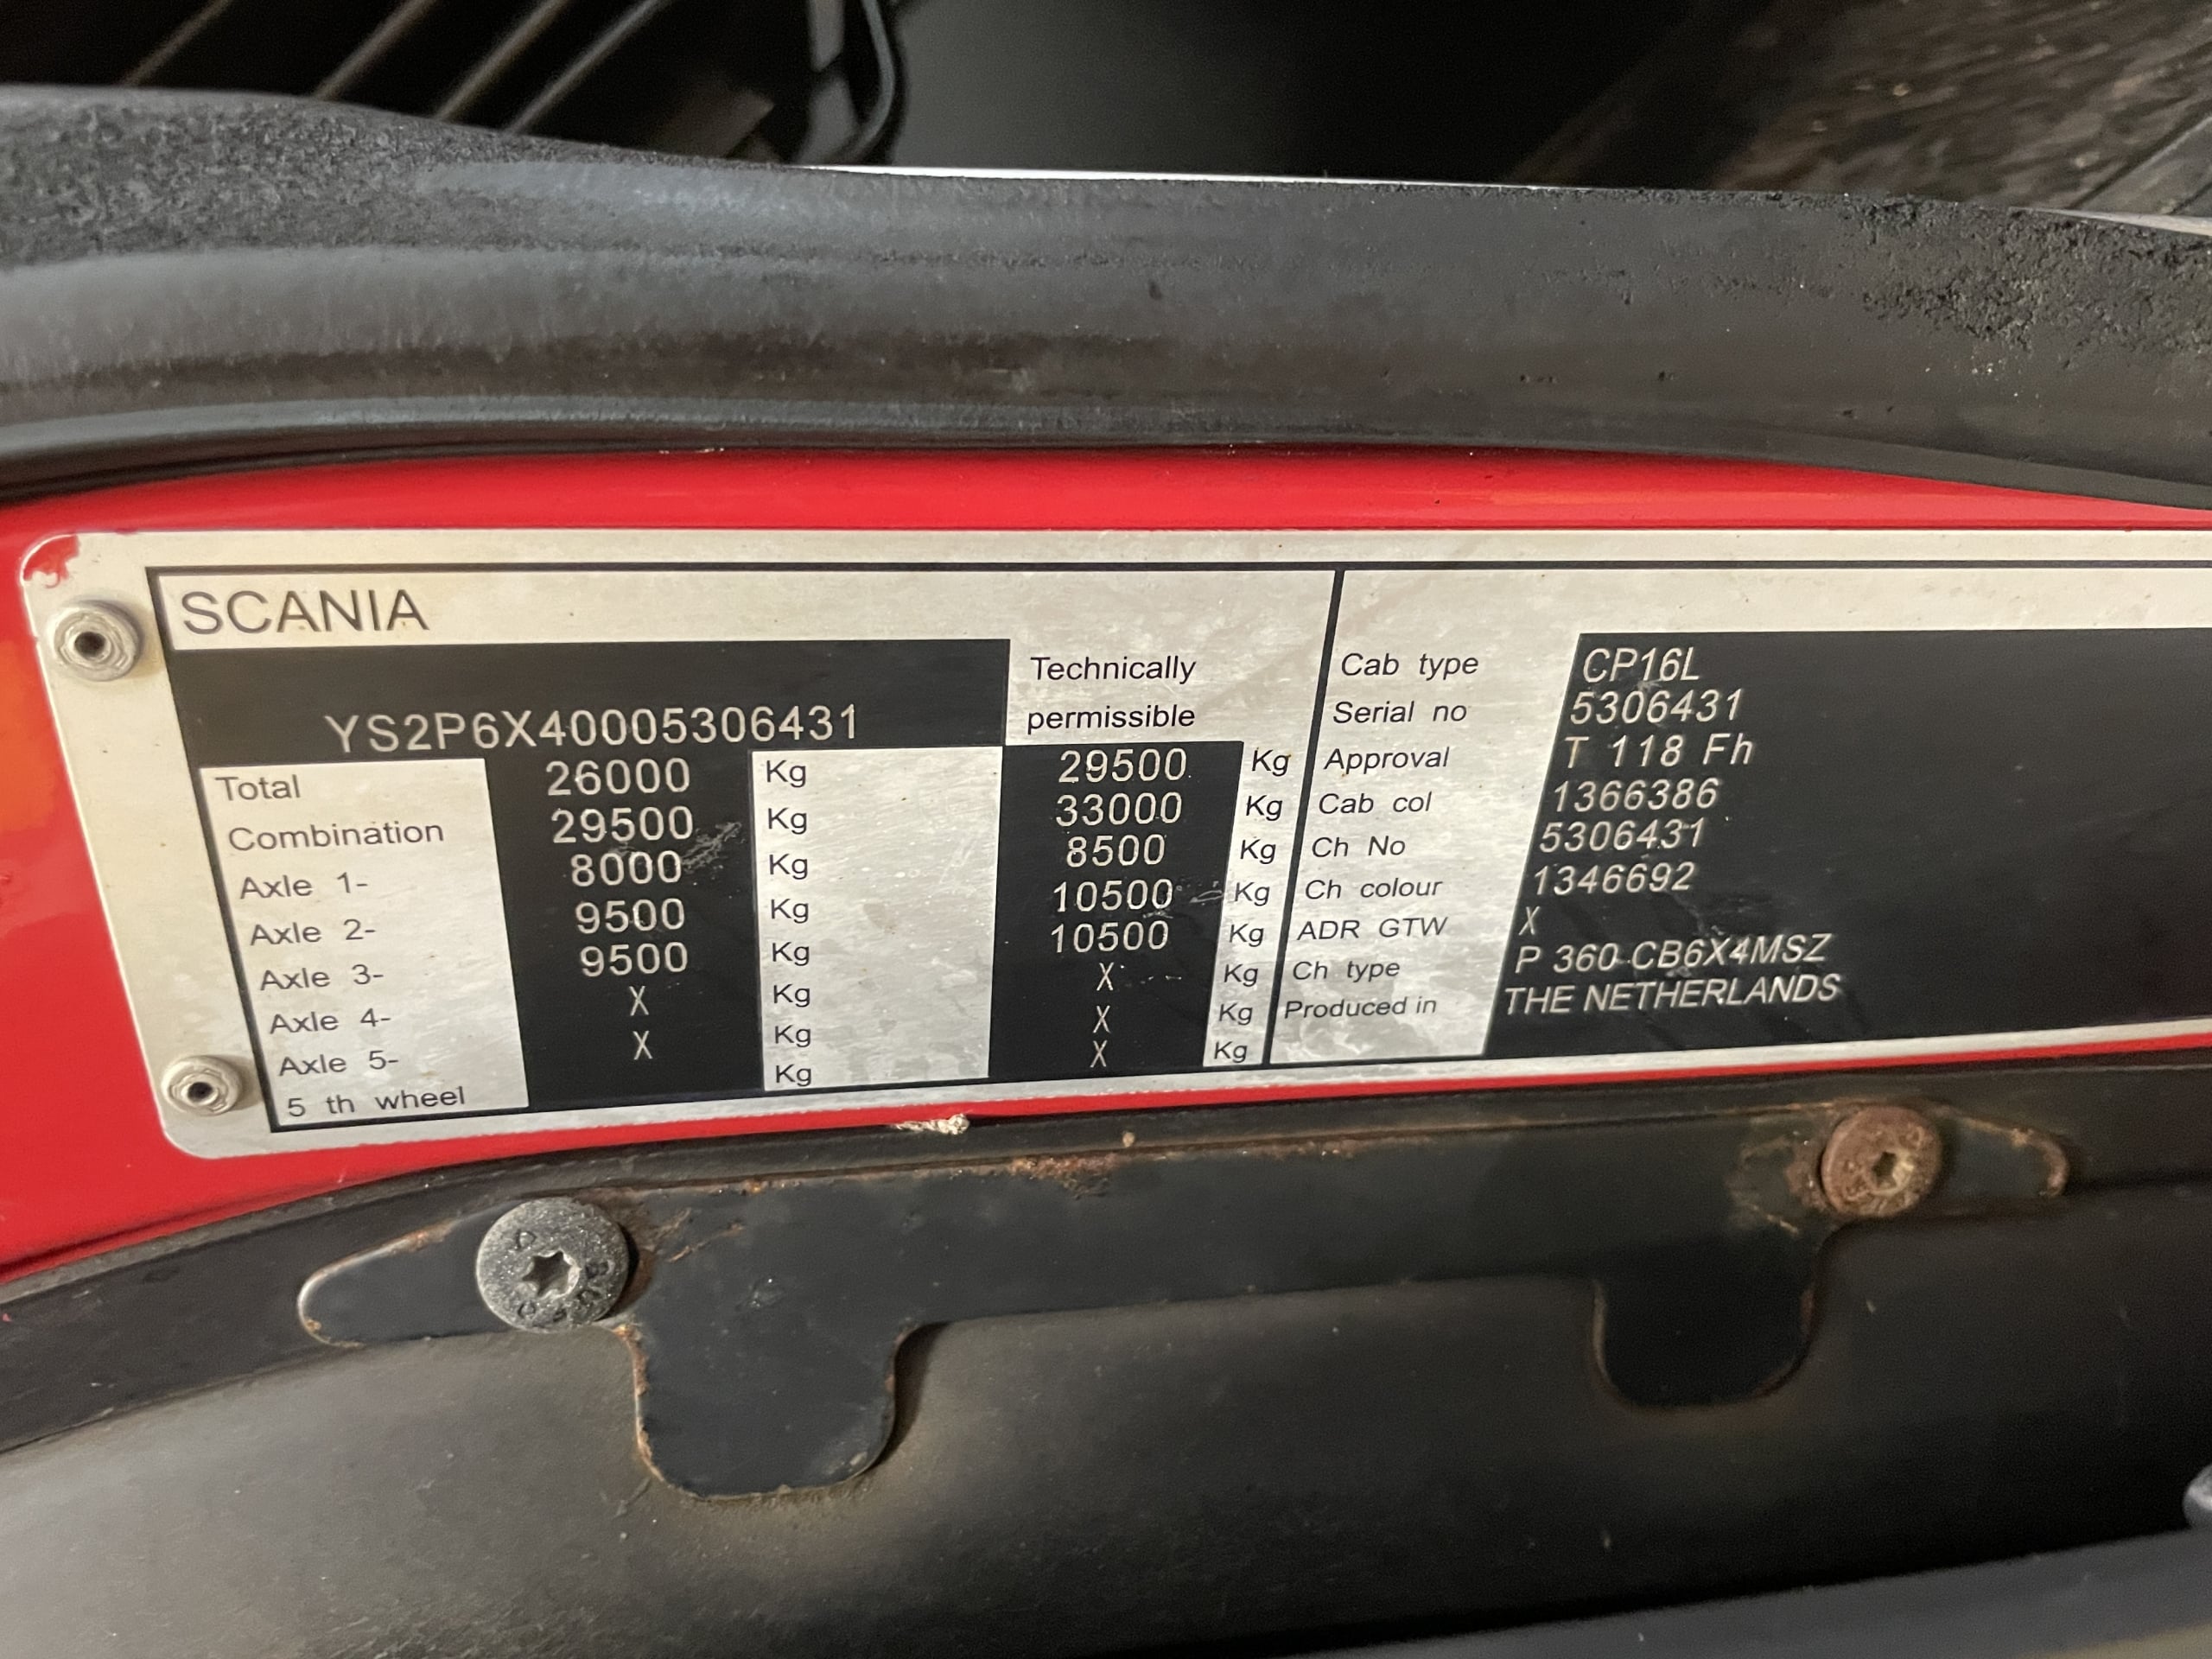 SCANIA
YS2P6X40005306431
Technically
permissible
Total 26000 Kg 29500 Kg
Combination 29500 Kg 33000 Kg
Axle 1- 8000 Kg 8500 Kg
Axle 2- 9500 Kg 10500 Kg
Axle 3- 9500 Kg 10500 Kg
Axle 4- X Kg X Kg
Axle 5- X Kg X Kg
5 th wheel Kg X Kg
Cab type CP16L
Serial no 5306431
Approval T 118 Fh
Cab col 1366386
Ch No 5306431
Ch colour 1346692
ADR GTW X
Ch type P 360 CB6X4MSZ
Produced in THE NETHERLANDS